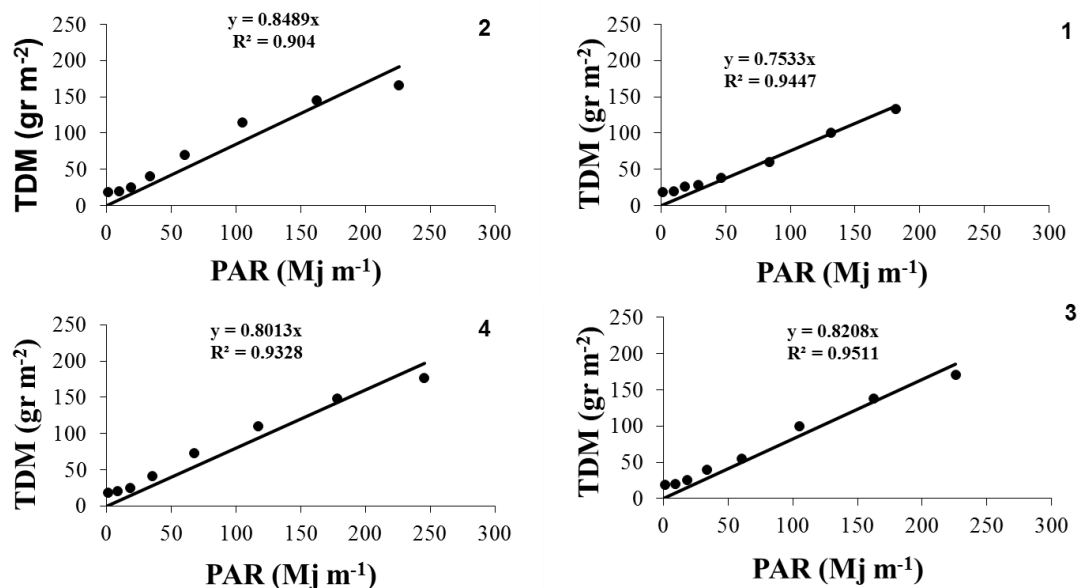 y = 0.8489x
R² = 0.904
2
TDM (gr m⁻²)
250
200
150
100
50
0
0 50 100 150 200 250 300
PAR (Mj m⁻¹)
y = 0.7533x
R² = 0.9447
1
TDM (gr m⁻²)
250
200
150
100
50
0
0 50 100 150 200 250 300
PAR (Mj m⁻¹)
y = 0.8013x
R² = 0.9328
4
TDM (gr m⁻²)
250
200
150
100
50
0
0 50 100 150 200 250 300
PAR (Mj m⁻¹)
y = 0.8208x
R² = 0.9511
3
TDM (gr m⁻²)
250
200
150
100
50
0
0 50 100 150 200 250 300
PAR (Mj m⁻¹)